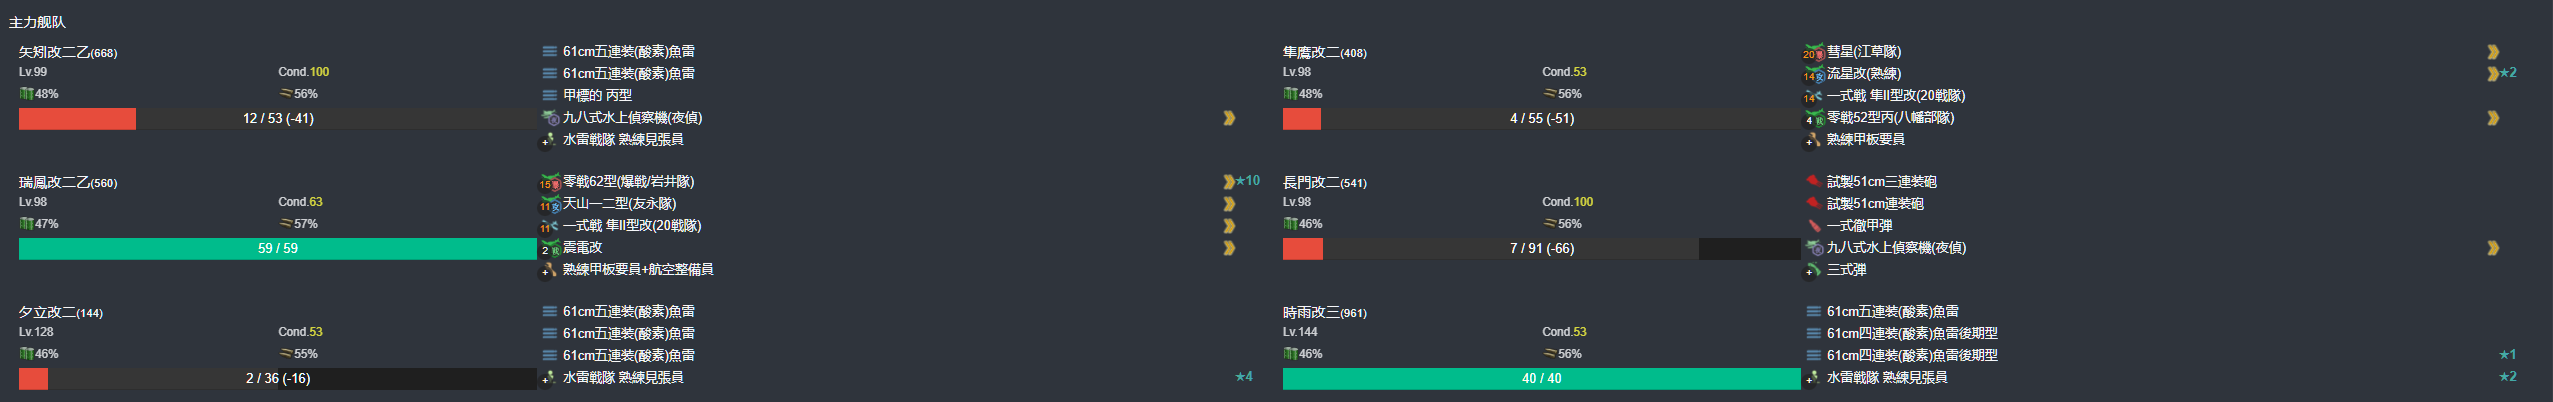 主力舰队
矢矧改二乙(668)
Lv.99 Cond.100
48% 56%
12 / 53 (-41)
61cm五連装(酸素)魚雷
61cm五連装(酸素)魚雷
甲標的 丙型
九八式水上偵察機(夜偵)
+ 水雷戦隊 熟練見張員
隼鷹改二(408)
Lv.98 Cond.53
48% 56%
4 / 55 (-51)
20 彗星(江草隊)
14 流星改(熟練) ★2
14 一式戦 隼II型改(20戦隊)
4 零戦52型丙(八幡部隊)
+ 熟練甲板要員
瑞鳳改二乙(560)
Lv.98 Cond.63
47% 57%
59 / 59
15 零戦62型(爆戦/岩井隊) ★10
11 天山一二型(友永隊)
11 一式戦 隼II型改(20戦隊)
2 震電改
+ 熟練甲板要員+航空整備員
長門改二(541)
Lv.98 Cond.100
46% 56%
7 / 91 (-66)
試製51cm三連装砲
試製51cm連装砲
一式徹甲弾
九八式水上偵察機(夜偵)
+ 三式弾
夕立改二(144)
Lv.128 Cond.53
46% 55%
2 / 36 (-16)
61cm五連装(酸素)魚雷
61cm五連装(酸素)魚雷
61cm五連装(酸素)魚雷
+ 水雷戦隊 熟練見張員 ★4
時雨改三(961)
Lv.144 Cond.53
46% 56%
40 / 40
61cm五連装(酸素)魚雷
61cm四連装(酸素)魚雷後期型
61cm四連装(酸素)魚雷後期型 ★1
+ 水雷戦隊 熟練見張員 ★2